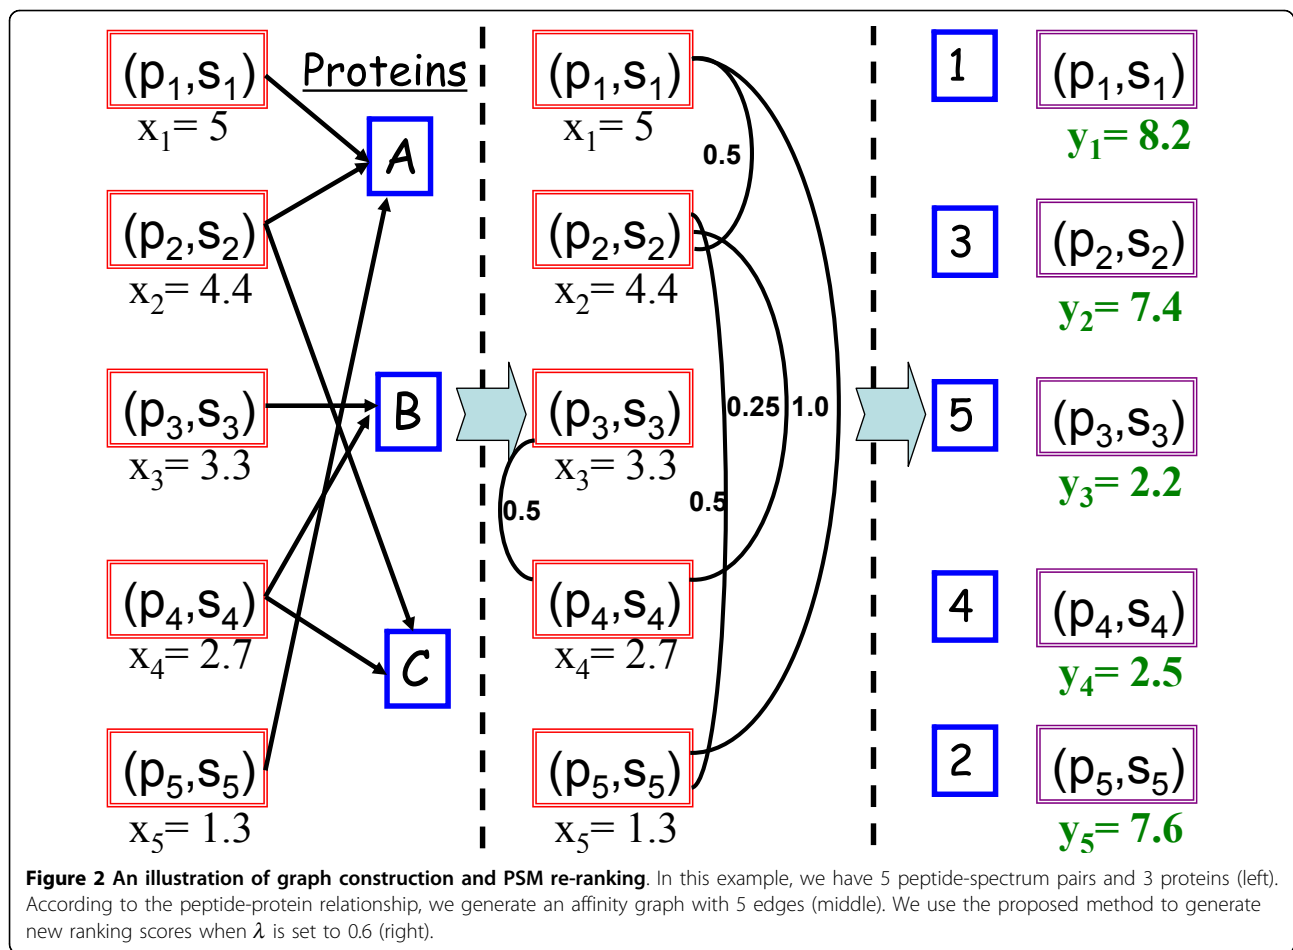 (p₁,s₁)
x₁= 5
(p₂,s₂)
x₂= 4.4
(p₃,s₃)
x₃= 3.3
(p₄,s₄)
x₄= 2.7
(p₅,s₅)
x₅= 1.3
Proteins
A
B
C
(p₁,s₁)
x₁= 5
(p₂,s₂)
x₂= 4.4
(p₃,s₃)
x₃= 3.3
(p₄,s₄)
x₄= 2.7
(p₅,s₅)
x₅= 1.3
0.5
0.25
1.0
0.5
0.5
1
(p₁,s₁)
y₁= 8.2
3
(p₂,s₂)
y₂= 7.4
5
(p₃,s₃)
y₃= 2.2
4
(p₄,s₄)
y₄= 2.5
2
(p₅,s₅)
y₅= 7.6
Figure 2 An illustration of graph construction and PSM re-ranking. In this example, we have 5 peptide-spectrum pairs and 3 proteins (left).
According to the peptide-protein relationship, we generate an affinity graph with 5 edges (middle). We use the proposed method to generate
new ranking scores when λ is set to 0.6 (right).